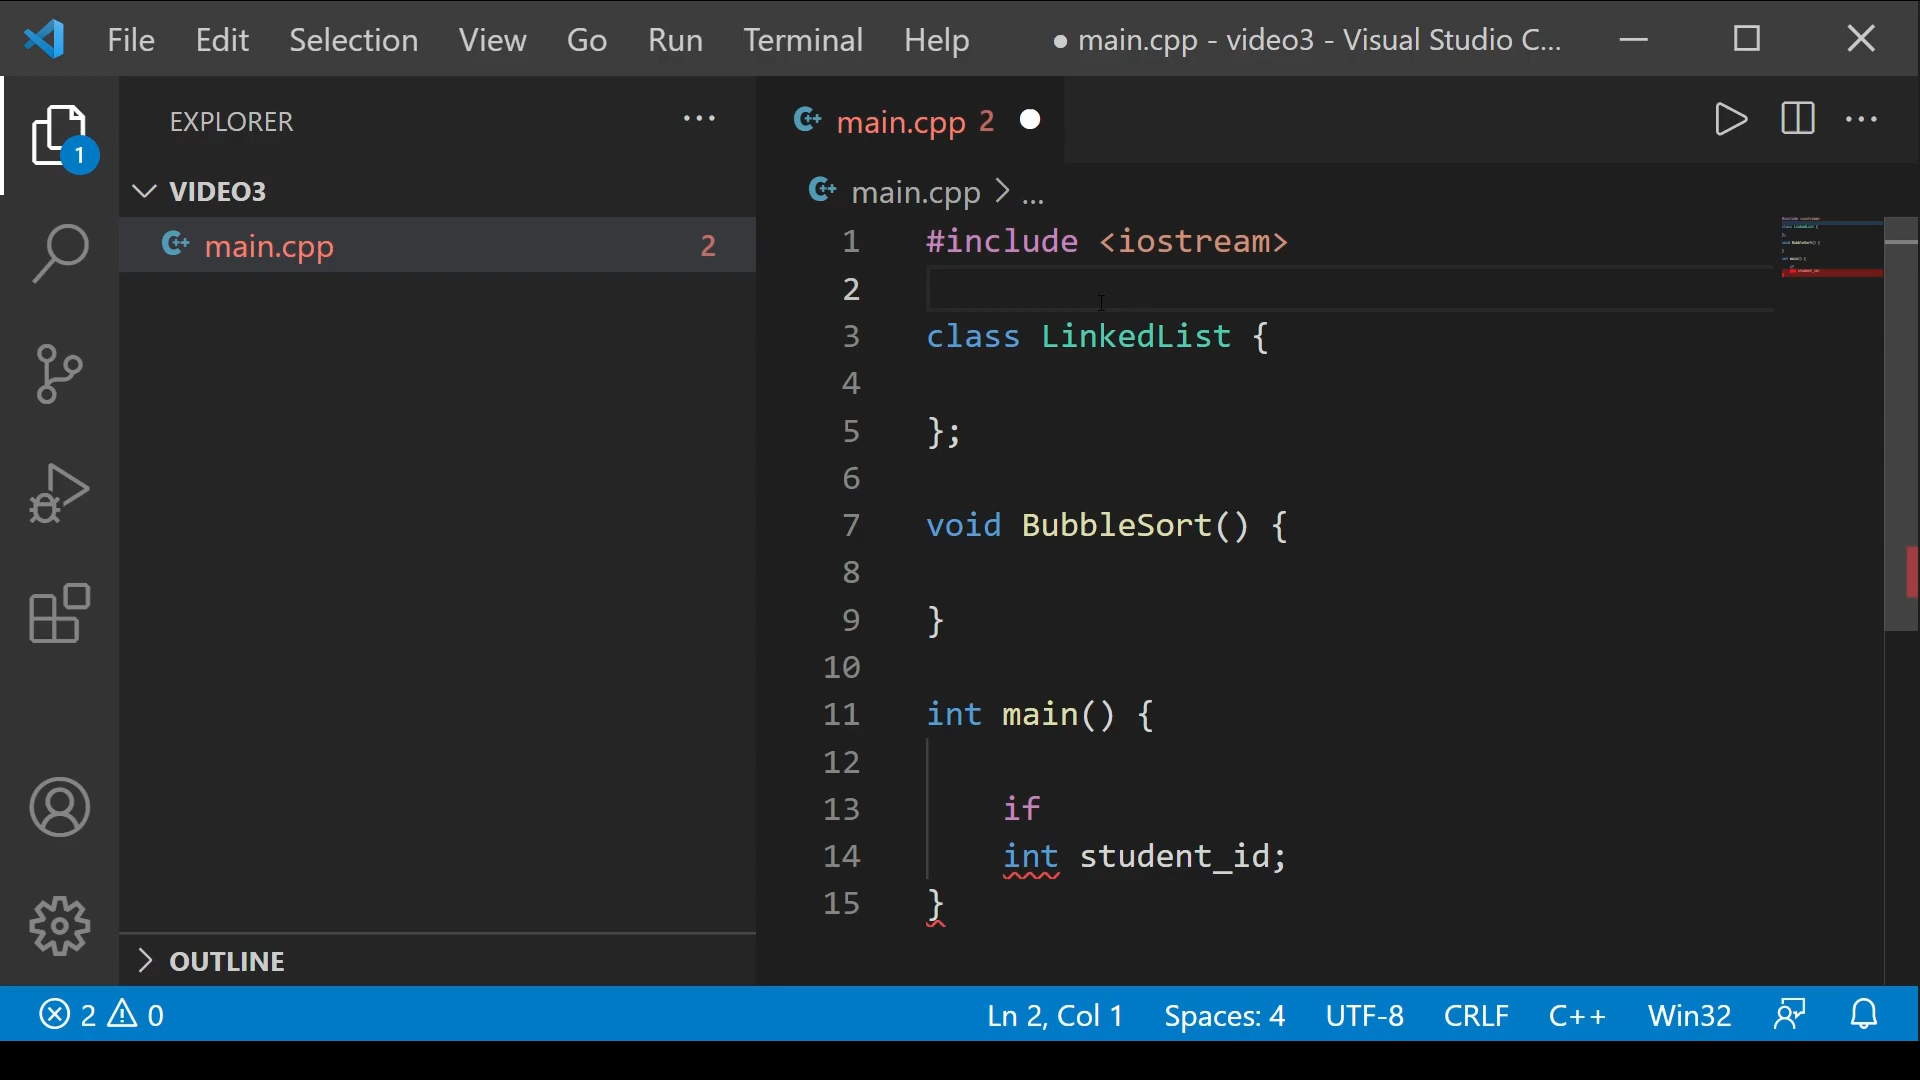 File Edit Selection View Go Run Terminal Help ● main.cpp - video3 - Visual Studio C...
EXPLORER ...
1
VIDEO3
main.cpp 2
OUTLINE
main.cpp 2
main.cpp > ...
1 #include <iostream>
2
3 class LinkedList {
4
5 };
6
7 void BubbleSort() {
8
9 }
10
11 int main() {
12
13     if
14     int student_id;
15 }
2 0 Ln 2, Col 1 Spaces: 4 UTF-8 CRLF C++ Win32